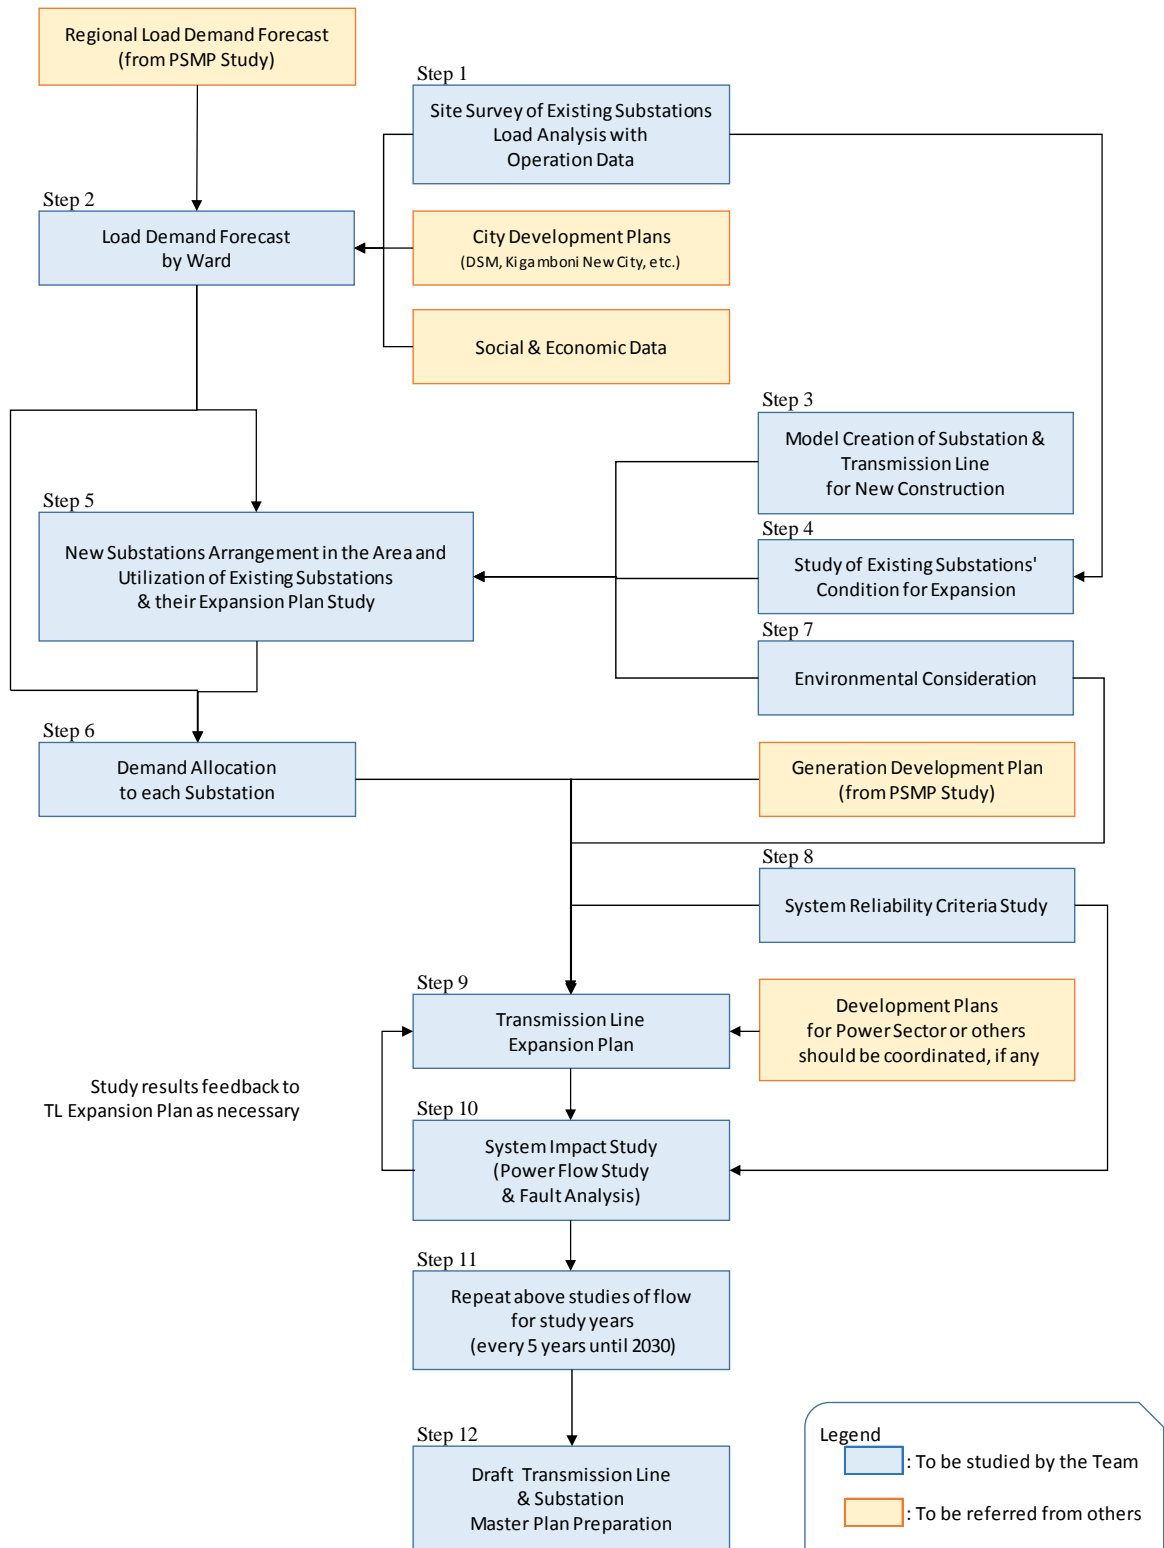 Regional Load Demand Forecast
(from PSMP Study)
Step 1
Site Survey of Existing Substations
Load Analysis with
Operation Data
Step 2
Load Demand Forecast
by Ward
City Development Plans
(DSM, Kigamboni New City, etc.)
Social & Economic Data
Step 3
Model Creation of Substation &
Transmission Line
for New Construction
Step 4
Study of Existing Substations'
Condition for Expansion
Step 5
New Substations Arrangement in the Area and
Utilization of Existing Substations
& their Expansion Plan Study
Step 7
Environmental Consideration
Step 6
Demand Allocation
to each Substation
Generation Development Plan
(from PSMP Study)
Step 8
System Reliability Criteria Study
Step 9
Transmission Line
Expansion Plan
Development Plans
for Power Sector or others
should be coordinated, if any
Study results feedback to
TL Expansion Plan as necessary
Step 10
System Impact Study
(Power Flow Study
& Fault Analysis)
Step 11
Repeat above studies of flow
for study years
(every 5 years until 2030)
Step 12
Draft Transmission Line
& Substation
Master Plan Preparation
Legend
: To be studied by the Team
: To be referred from others